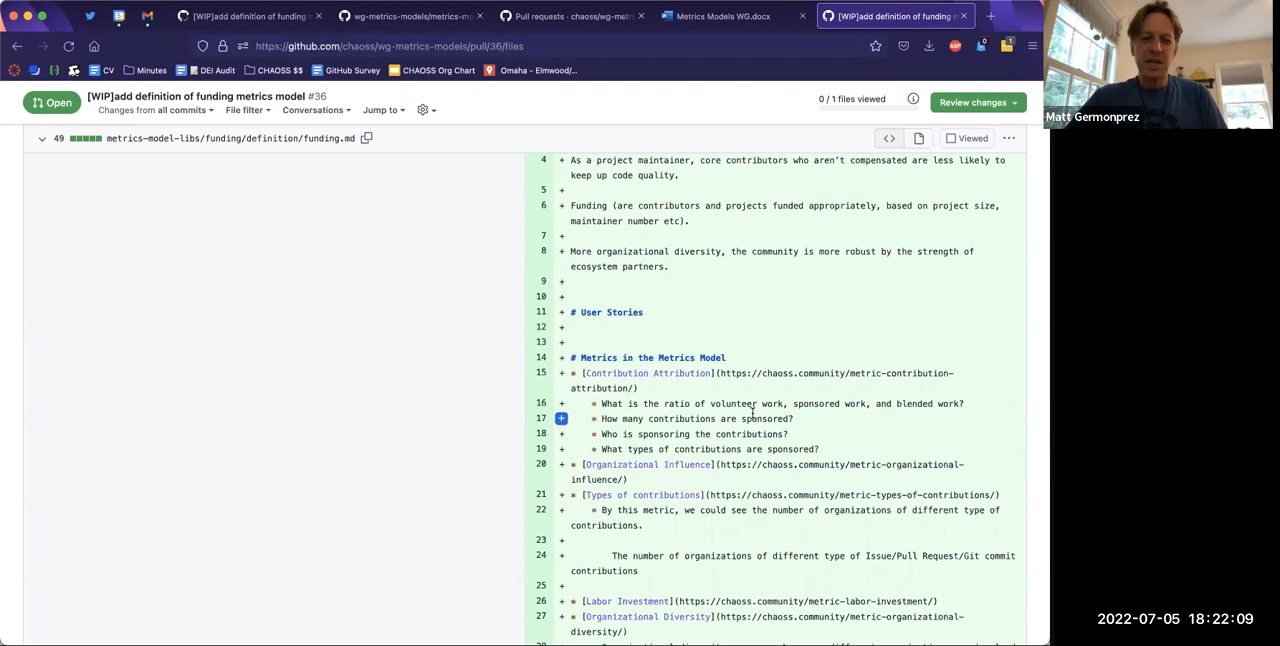 [WIP]add definition of funding m
wg-metrics-models/metrics-mo
Pull requests · chaoss/wg-metri
Metrics Models WG.docx
[WIP]add definition of funding m
https://github.com/chaoss/wg-metrics-models/pull/36/files
CV
Minutes
DEI Audit
CHAOSS $$
GitHub Survey
CHAOSS Org Chart
Omaha - Elmwood/...
Matt Germonprez
Open
[WIP]add definition of funding metrics model #36
Changes from all commits
File filter
Conversations
Jump to
0 / 1 files viewed
Review changes
49 metrics-model-libs/funding/definition/funding.md
Viewed
4 + As a project maintainer, core contributors who aren’t compensated are less likely to
keep up code quality.
5 +
6 + Funding (are contributors and projects funded appropriately, based on project size,
maintainer number etc).
7 +
8 + More organizational diversity, the community is more robust by the strength of
ecosystem partners.
9 +
10 +
11 + # User Stories
12 +
13 +
14 + # Metrics in the Metrics Model
15 + * [Contribution Attribution](https://chaoss.community/metric-contribution-
attribution/)
16 + * What is the ratio of volunteer work, sponsored work, and blended work?
17 + * How many contributions are sponsored?
18 + * Who is sponsoring the contributions?
19 + * What types of contributions are sponsored?
20 + * [Organizational Influence](https://chaoss.community/metric-organizational-
influence/)
21 + * [Types of contributions](https://chaoss.community/metric-types-of-contributions/)
22 + * By this metric, we could see the number of organizations of different type of
contributions.
23 +
24 + The number of organizations of different type of Issue/Pull Request/Git commit
contributions
25 +
26 + * [Labor Investment](https://chaoss.community/metric-labor-investment/)
27 + * [Organizational Diversity](https://chaoss.community/metric-organizational-
diversity/)
2022-07-05 18:22:09